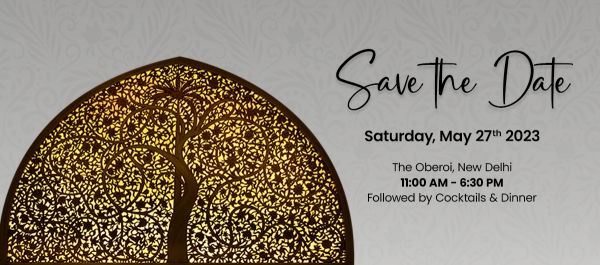 Save the Date
Saturday, May 27th 2023
The Oberoi, New Delhi
11:00 AM - 6:30 PM
Followed by Cocktails & Dinner